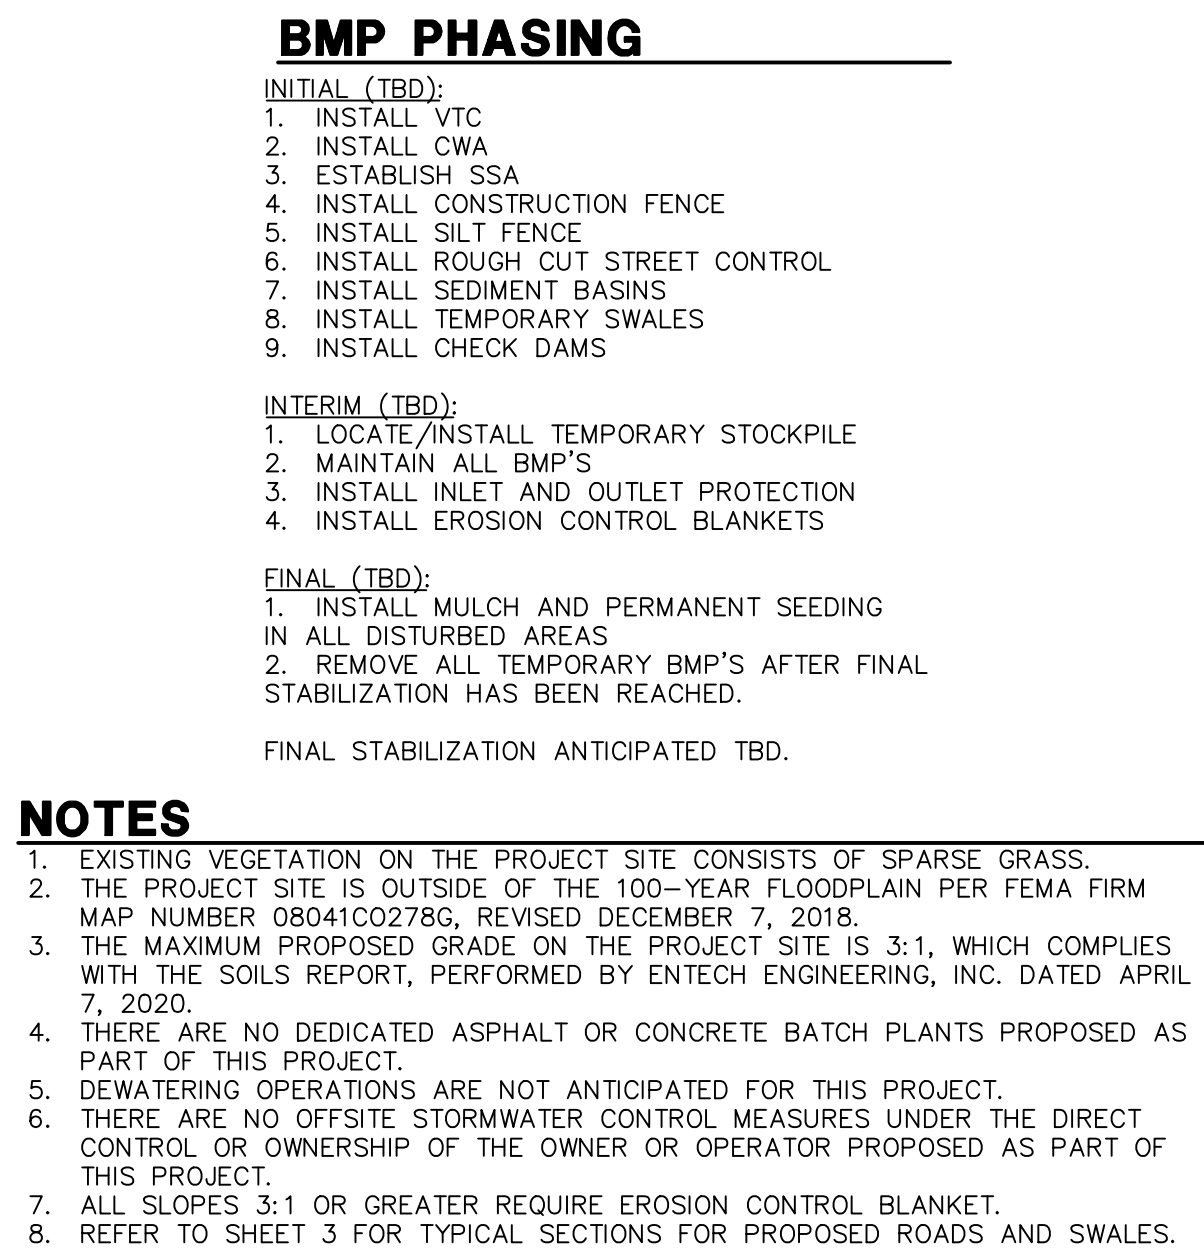 BMP PHASING
INITIAL (TBD):
1. INSTALL VTC
2. INSTALL CWA
3. ESTABLISH SSA
4. INSTALL CONSTRUCTION FENCE
5. INSTALL SILT FENCE
6. INSTALL ROUGH CUT STREET CONTROL
7. INSTALL SEDIMENT BASINS
8. INSTALL TEMPORARY SWALES
9. INSTALL CHECK DAMS
INTERIM (TBD):
1. LOCATE/INSTALL TEMPORARY STOCKPILE
2. MAINTAIN ALL BMP'S
3. INSTALL INLET AND OUTLET PROTECTION
4. INSTALL EROSION CONTROL BLANKETS
FINAL (TBD):
1. INSTALL MULCH AND PERMANENT SEEDING
IN ALL DISTURBED AREAS
2. REMOVE ALL TEMPORARY BMP'S AFTER FINAL
STABILIZATION HAS BEEN REACHED.
FINAL STABILIZATION ANTICIPATED TBD.
NOTES
1. EXISTING VEGETATION ON THE PROJECT SITE CONSISTS OF SPARSE GRASS.
2. THE PROJECT SITE IS OUTSIDE OF THE 100-YEAR FLOODPLAIN PER FEMA FIRM
MAP NUMBER 08041CO278G, REVISED DECEMBER 7, 2018.
3. THE MAXIMUM PROPOSED GRADE ON THE PROJECT SITE IS 3:1, WHICH COMPLIES
WITH THE SOILS REPORT, PERFORMED BY ENTECH ENGINEERING, INC. DATED APRIL
7, 2020.
4. THERE ARE NO DEDICATED ASPHALT OR CONCRETE BATCH PLANTS PROPOSED AS
PART OF THIS PROJECT.
5. DEWATERING OPERATIONS ARE NOT ANTICIPATED FOR THIS PROJECT.
6. THERE ARE NO OFFSITE STORMWATER CONTROL MEASURES UNDER THE DIRECT
CONTROL OR OWNERSHIP OF THE OWNER OR OPERATOR PROPOSED AS PART OF
THIS PROJECT.
7. ALL SLOPES 3:1 OR GREATER REQUIRE EROSION CONTROL BLANKET.
8. REFER TO SHEET 3 FOR TYPICAL SECTIONS FOR PROPOSED ROADS AND SWALES.